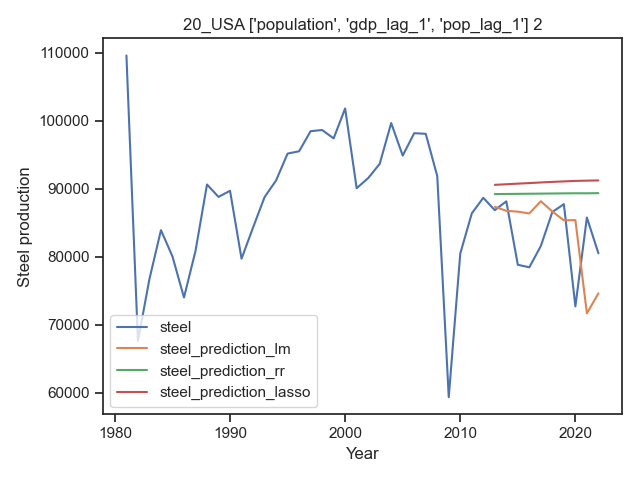 20_USA ['population', 'gdp_lag_1', 'pop_lag_1'] 2
110000
100000
90000
80000
70000
60000
Steel production
steel
steel_prediction_lm
steel_prediction_rr
steel_prediction_lasso
1980
1990
2000
2010
2020
Year